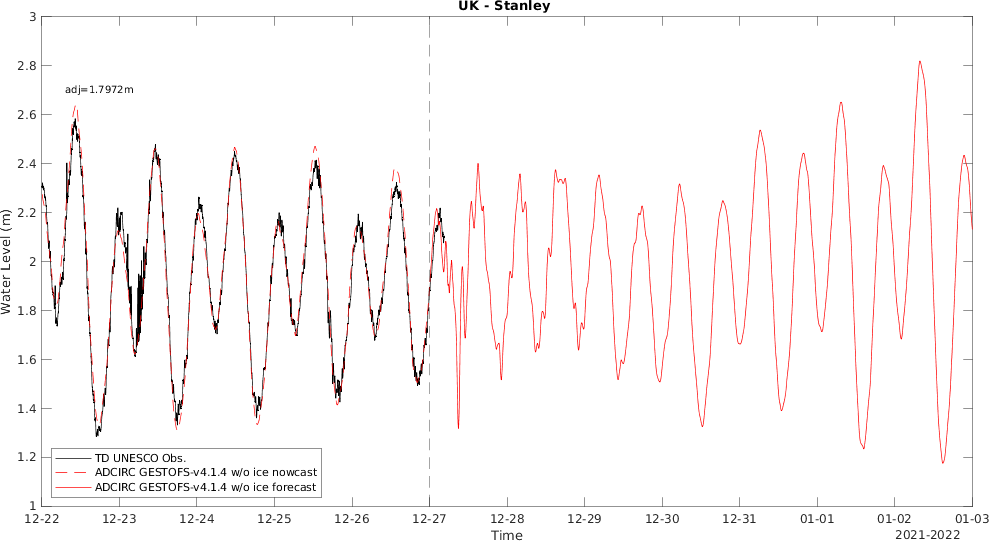 UK - Stanley
3
2.8
2.6
2.4
2.2
2
1.8
1.6
1.4
1.2
1
Water Level (m)
adj=1.7972m
TD UNESCO Obs.
ADCIRC GESTOFS-v4.1.4 w/o ice nowcast
ADCIRC GESTOFS-v4.1.4 w/o ice forecast
12-22 12-23 12-24 12-25 12-26 12-27 12-28 12-29 12-30 12-31 01-01 01-02 01-03
Time
2021-2022